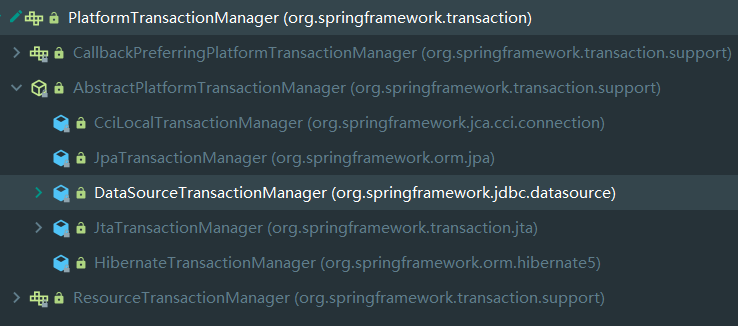 PlatformTransactionManager (org.springframework.transaction)
CallbackPreferringPlatformTransactionManager (org.springframework.transaction.support)
AbstractPlatformTransactionManager (org.springframework.transaction.support)
CciLocalTransactionManager (org.springframework.jca.cci.connection)
JpaTransactionManager (org.springframework.orm.jpa)
DataSourceTransactionManager (org.springframework.jdbc.datasource)
JtaTransactionManager (org.springframework.transaction.jta)
HibernateTransactionManager (org.springframework.orm.hibernate5)
ResourceTransactionManager (org.springframework.transaction.support)